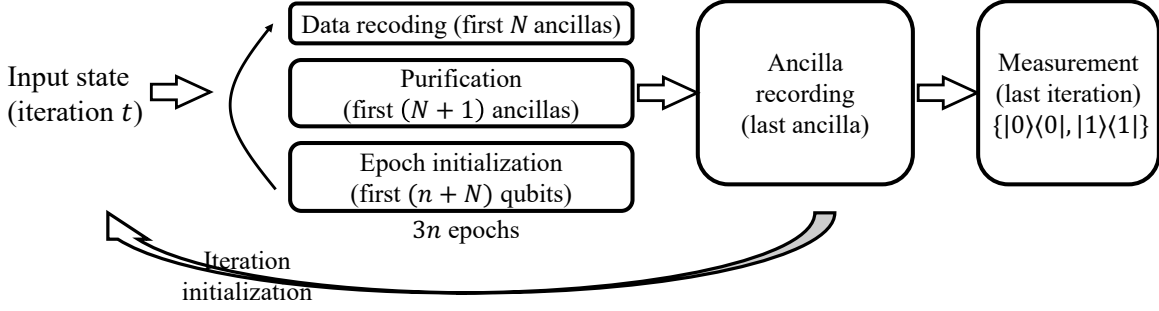 Input state
(iteration t)
Data recoding (first N ancillas)
Purification
(first (N + 1) ancillas)
Epoch initialization
(first (n + N) qubits)
3n epochs
Ancilla
recording
(last ancilla)
Measurement
(last iteration)
{|0⟩⟨0|, |1⟩⟨1|}
Iteration
initialization